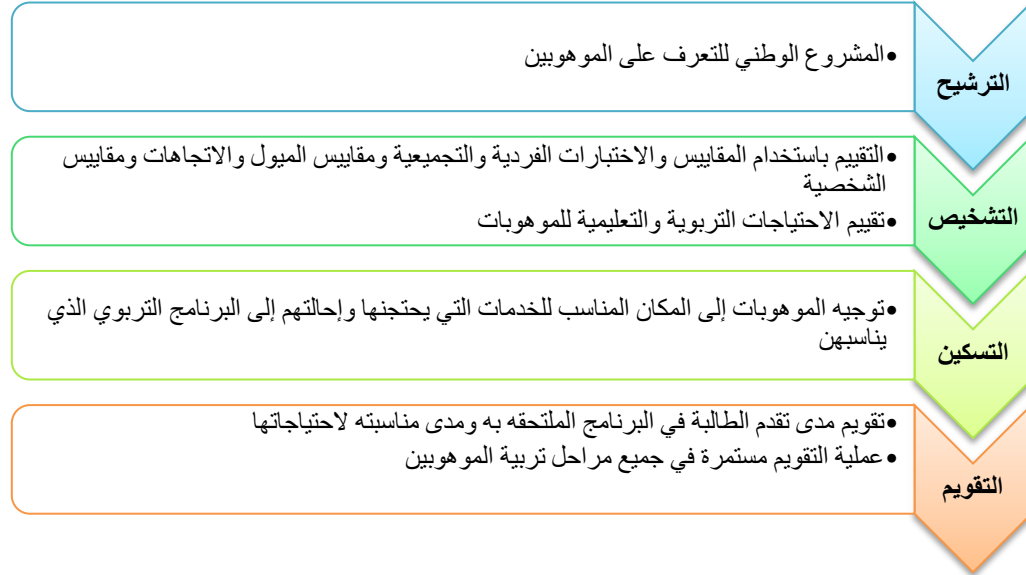 الترشيح
•المشروع الوطني للتعرف على الموهوبين
التشخيص
•التقييم باستخدام المقاييس والاختبارات الفردية والتجميعية ومقاييس الميول والاتجاهات ومقاييس
الشخصية
•تقييم الاحتياجات التربوية والتعليمية للموهوبات
التسكين
•توجيه الموهوبات إلى المكان المناسب للخدمات التي يحتجنها وإحالتهم إلى البرنامج التربوي الذي
يناسبهن
التقويم
•تقويم مدى تقدم الطالبة في البرنامج الملتحقه به ومدى مناسبته لاحتياجاتها
•عملية التقويم مستمرة في جميع مراحل تربية الموهوبين